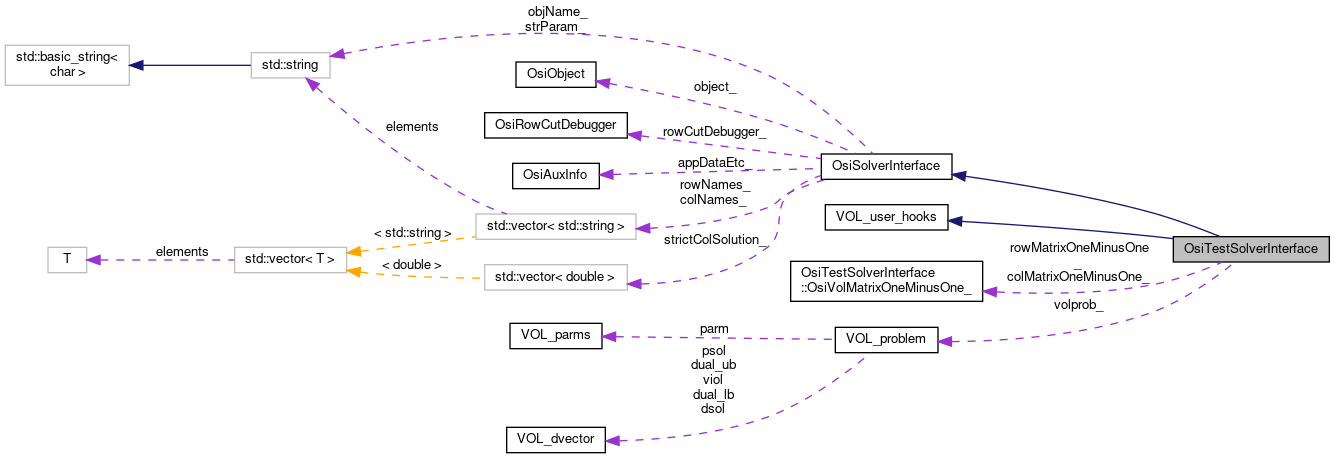 objName_
strParam_
std::basic_string<
char >
std::string
OsiObject
object_
elements
OsiRowCutDebugger
rowCutDebugger_
OsiSolverInterface
OsiAuxInfo
appDataEtc_
rowNames_
colNames_
VOL_user_hooks
std::vector< std::string >
< std::string >
strictColSolution_
OsiTestSolverInterface
T
elements
std::vector< T >
< double >
std::vector< double >
rowMatrixOneMinusOne
_
colMatrixOneMinusOne_
OsiTestSolverInterface
::OsiVolMatrixOneMinusOne_
volprob_
VOL_parms
parm
VOL_problem
psol
dual_ub
viol
dual_lb
dsol
VOL_dvector